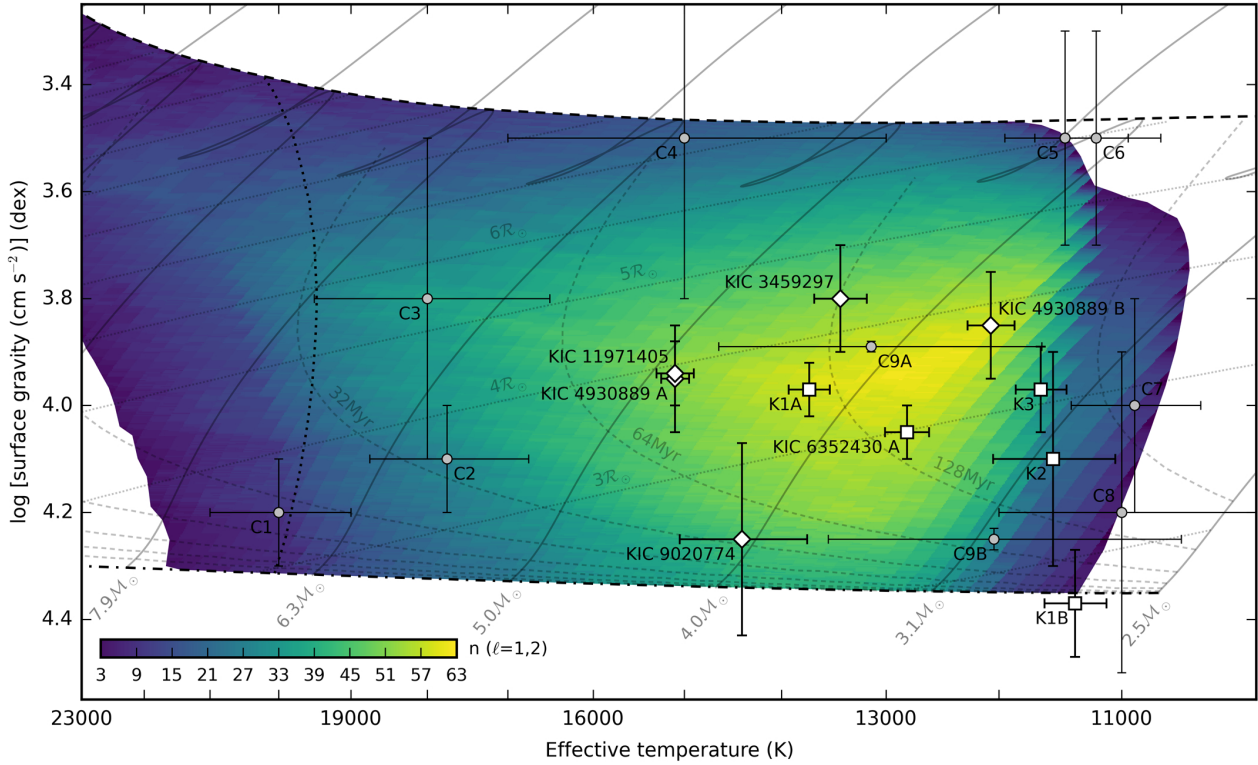 log [surface gravity (cm s⁻²)] (dex)
3.4
3.6
3.8
4.0
4.2
4.4
C4
C5
C6
6ℛ☉
5ℛ☉
KIC 3459297
C3
KIC 4930889 B
KIC 11971405
C9A
4ℛ☉
KIC 4930889 A
K1A
K3
C7
32Myr
64Myr
KIC 6352430 A
128Myr
C2
3ℛ☉
K2
C8
C1
KIC 9020774
C9B
7.9ℳ☉
6.3ℳ☉
5.0ℳ☉
4.0ℳ☉
3.1ℳ☉
K1B
2.5ℳ☉
n (ℓ=1,2)
3 9 15 21 27 33 39 45 51 57 63
23000 19000 16000 13000 11000
Effective temperature (K)